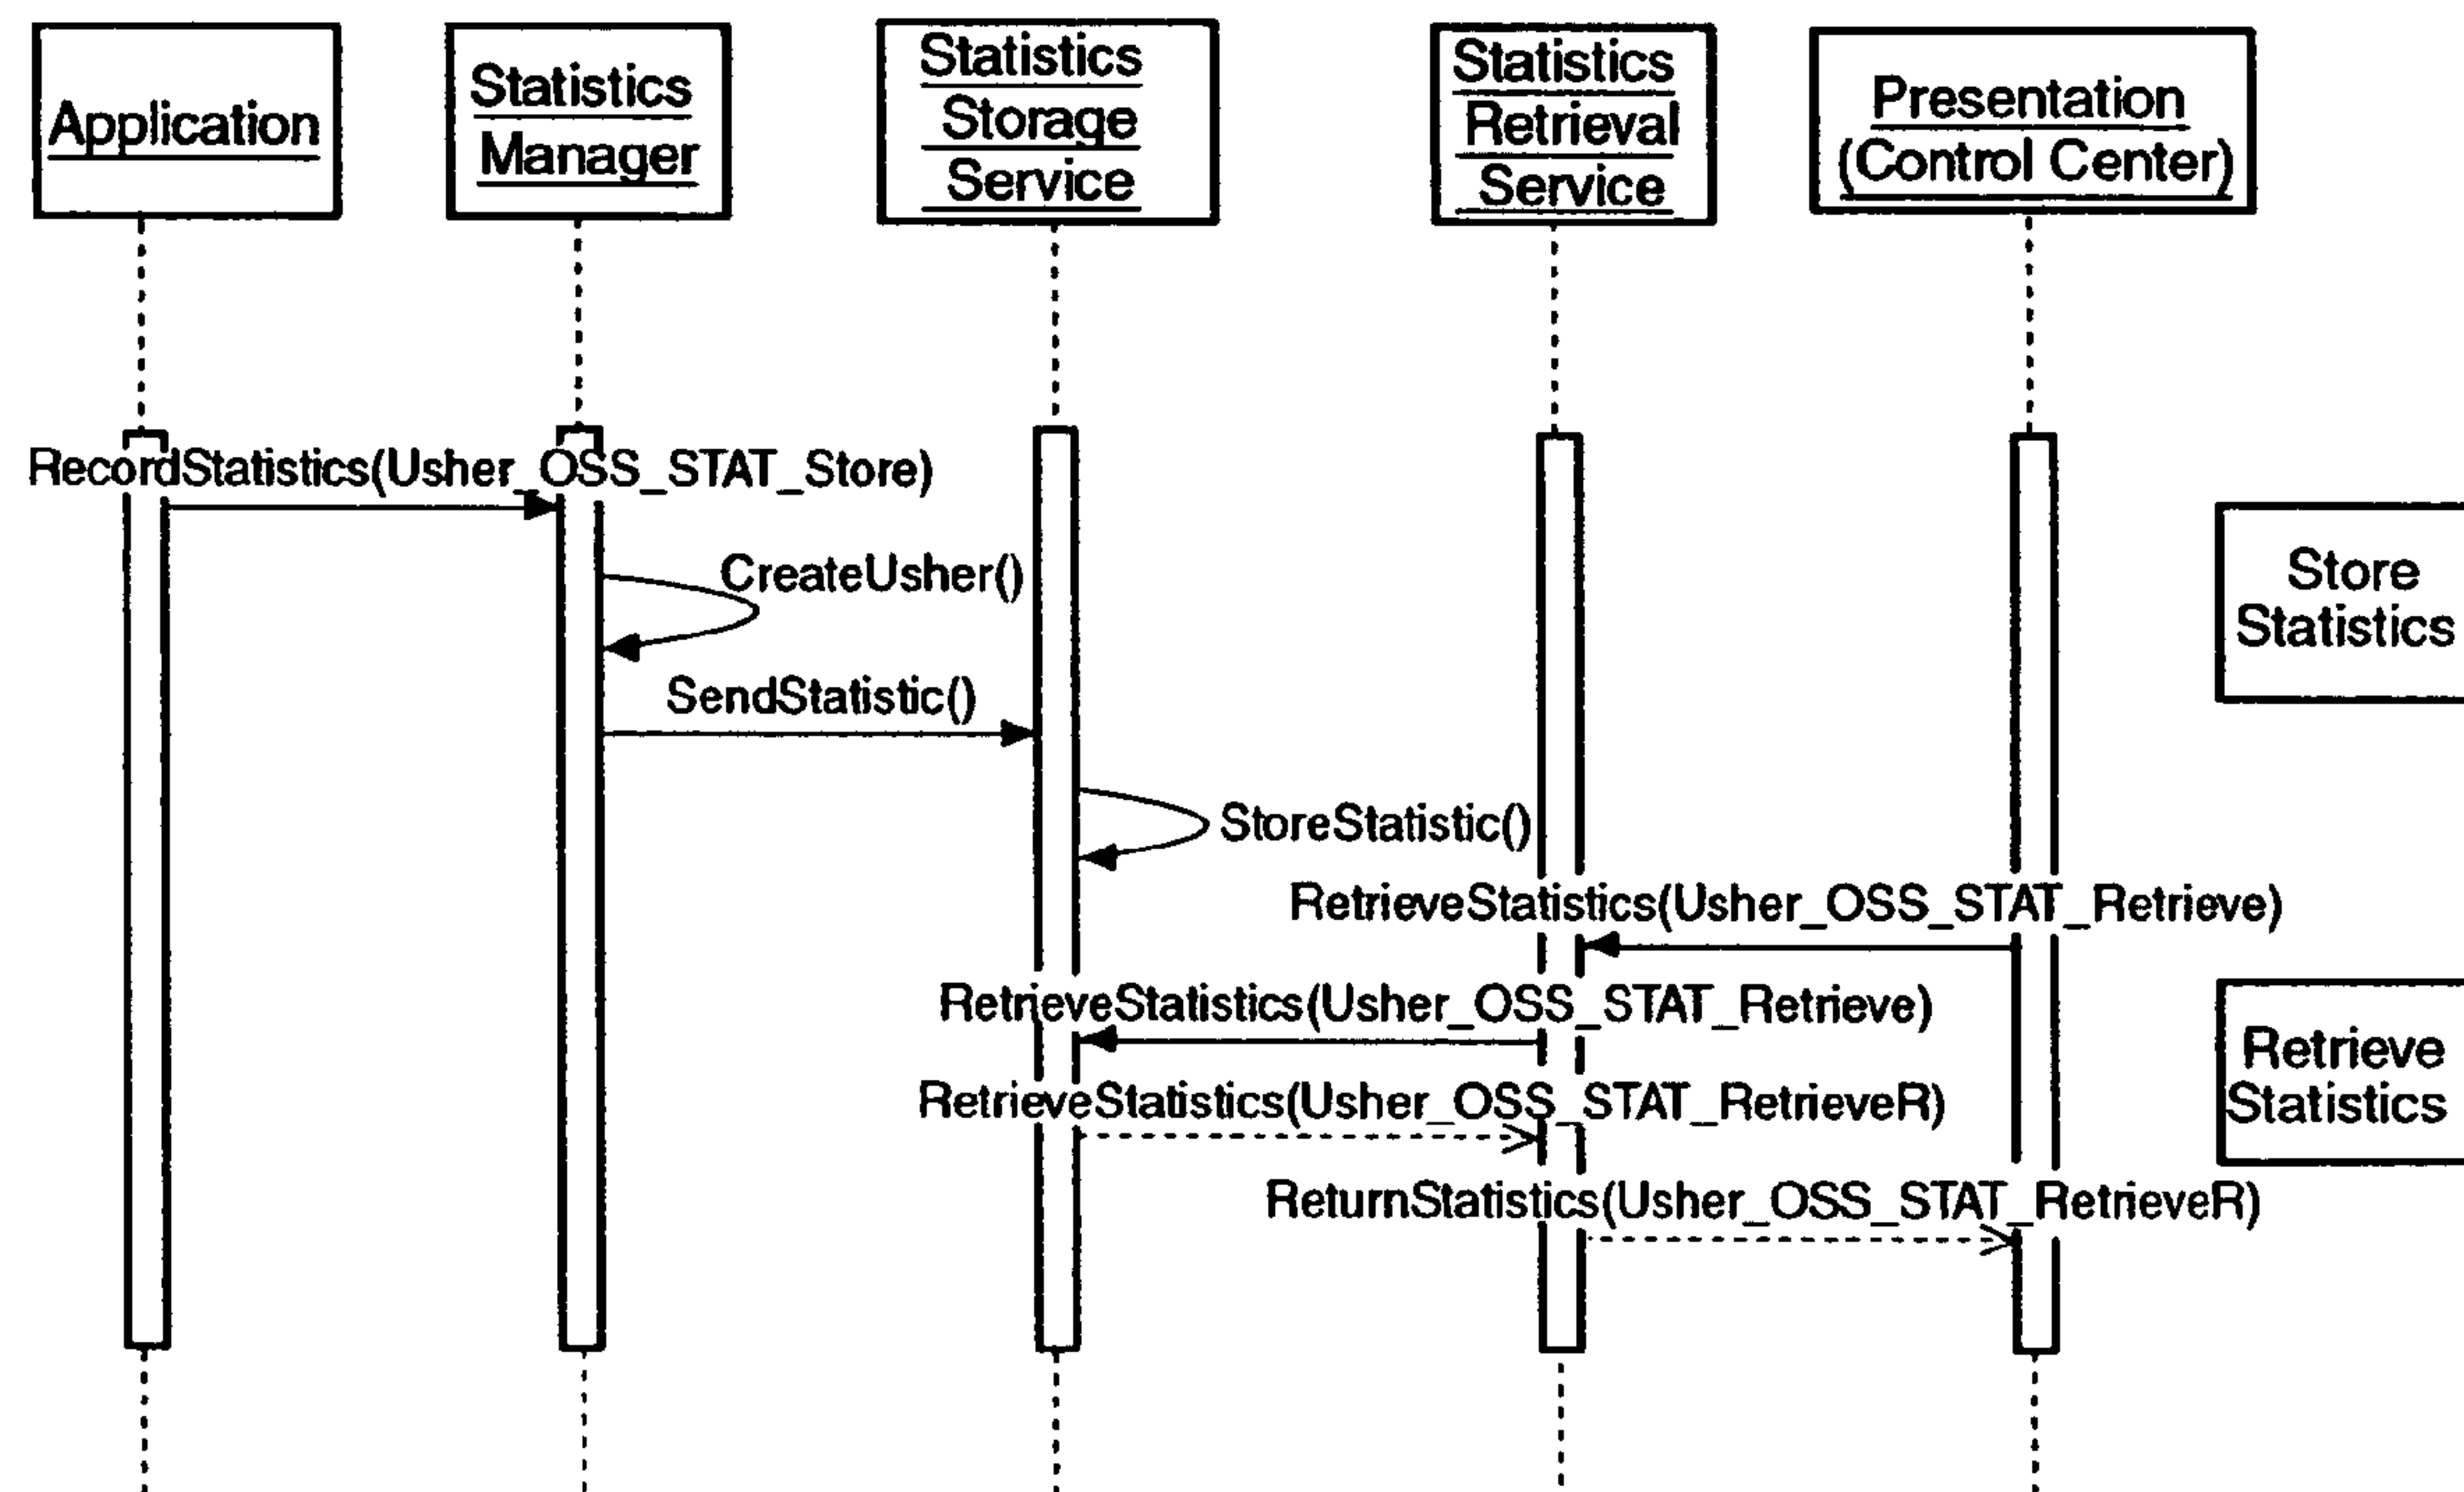 Application
Statistics
Manager
Statistics
Storage
Service
Statistics
Retrieval
Service
Presentation
(Control Center)
RecordStatistics(Usher_OSS_STAT_Store)
CreateUsher()
Store
Statistics
SendStatistic()
StoreStatistic()
RetrieveStatistics(Usher_OSS_STAT_Retrieve)
RetrieveStatistics(Usher_OSS_STAT_Retrieve)
Retrieve
Statistics
RetrieveStatistics(Usher_OSS_STAT_RetrieveR)
ReturnStatistics(Usher_OSS_STAT_RetrieveR)